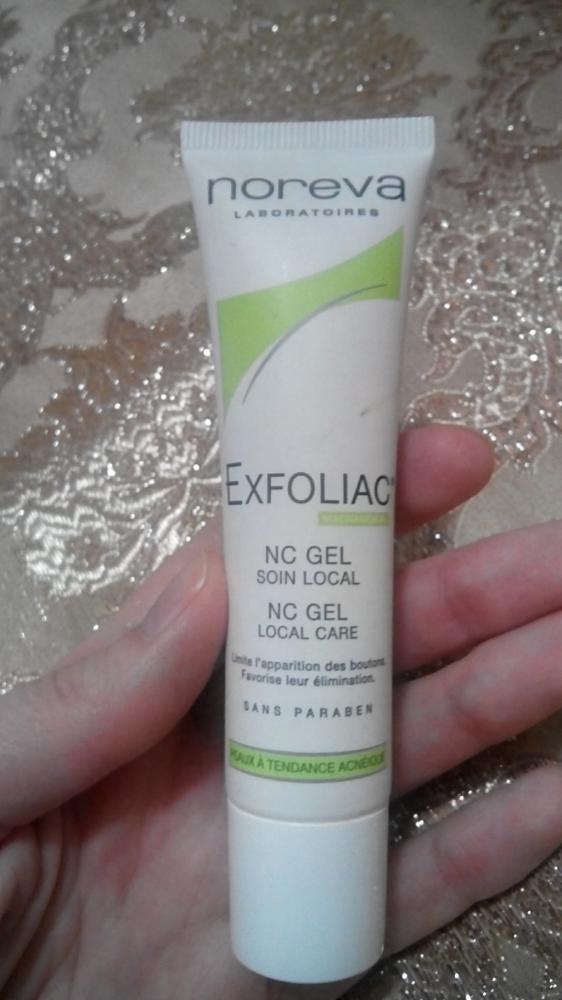 noreva
LABORATOIRES
EXFOLIAC®
NC GEL
SOIN LOCAL
NC GEL
LOCAL CARE
Limite l'apparition des boutons.
Favorise leur élimination.
SANS PARABEN
PEAUX À TENDANCE ACNÉIQUE